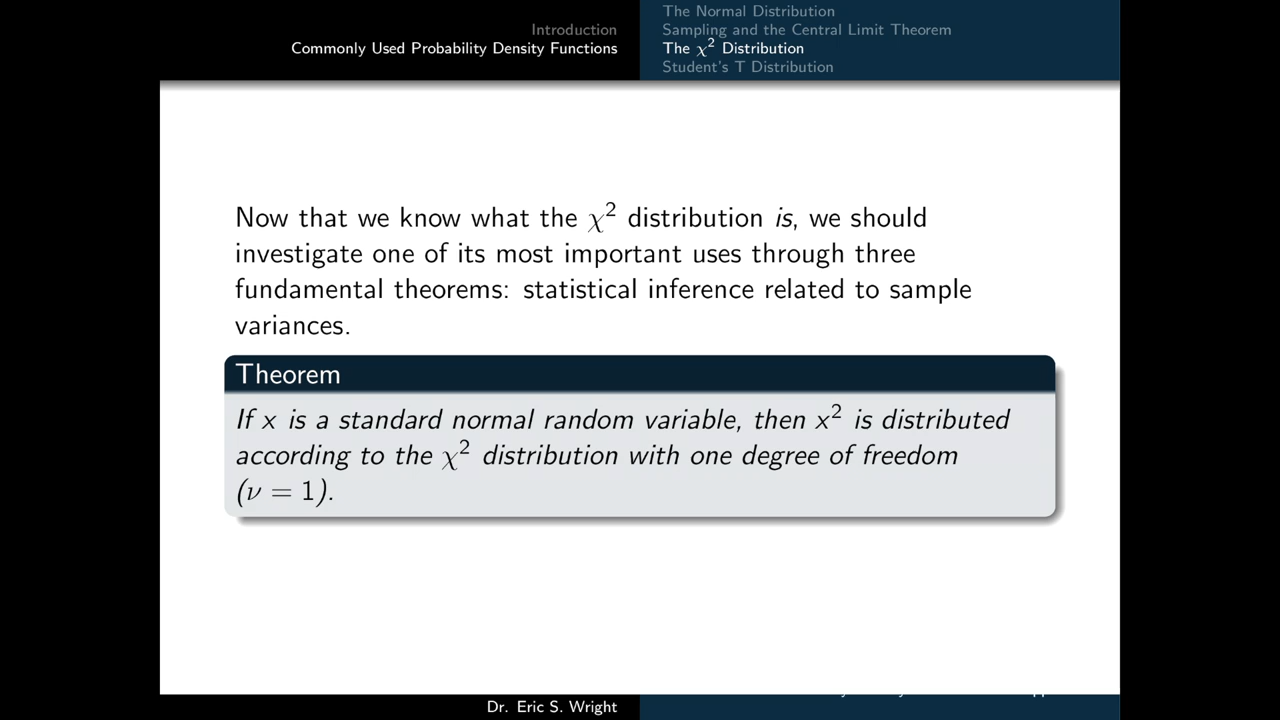 Introduction
Commonly Used Probability Density Functions
The Normal Distribution
Sampling and the Central Limit Theorem
The χ² Distribution
Student's T Distribution
Now that we know what the χ² distribution is, we should
investigate one of its most important uses through three
fundamental theorems: statistical inference related to sample
variances.
Theorem
If x is a standard normal random variable, then x² is distributed
according to the χ² distribution with one degree of freedom
(ν = 1).
Dr. Eric S. Wright